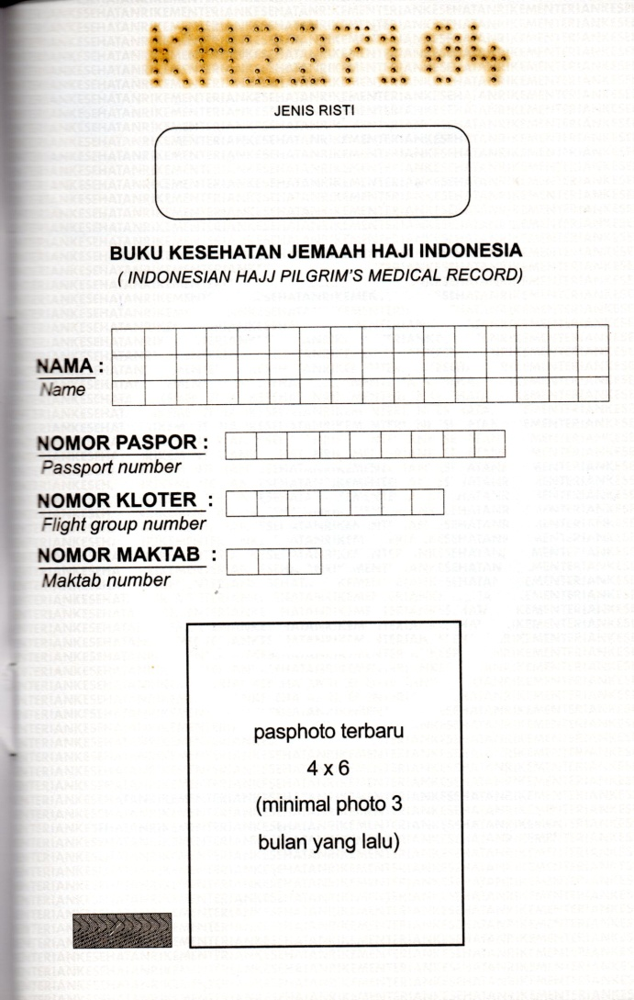 KH227104
JENIS RISTI
BUKU KESEHATAN JEMAAH HAJI INDONESIA
( INDONESIAN HAJJ PILGRIM'S MEDICAL RECORD)
NAMA :
Name
NOMOR PASPOR :
Passport number
NOMOR KLOTER :
Flight group number
NOMOR MAKTAB :
Maktab number
pasphoto terbaru
4 x 6
(minimal photo 3
bulan yang lalu)